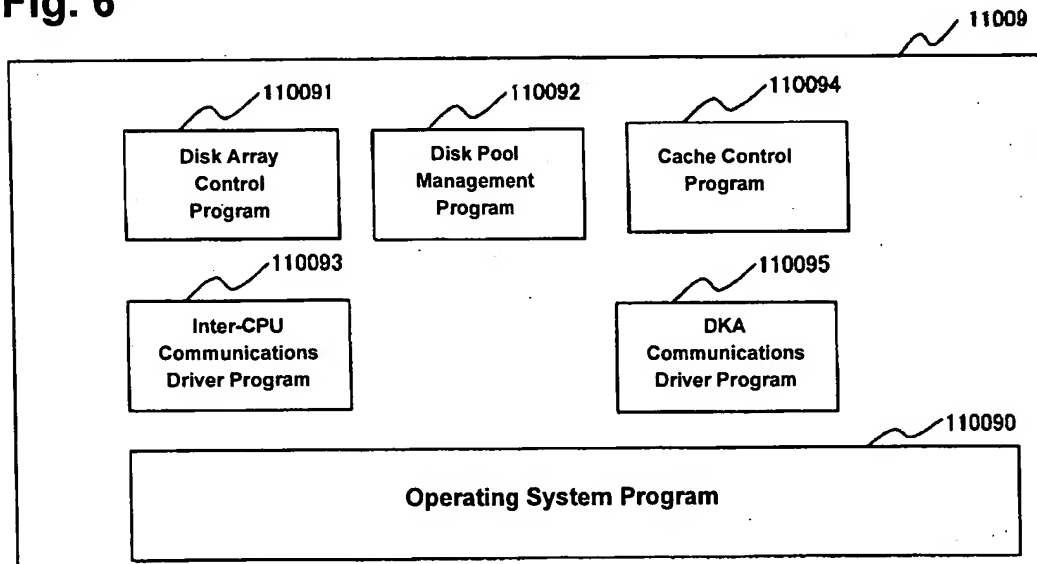 Fig. 6
11009
110091
110092
110094
Disk Array
Control
Program
Disk Pool
Management
Program
Cache Control
Program
110093
110095
Inter-CPU
Communications
Driver Program
DKA
Communications
Driver Program
110090
Operating System Program